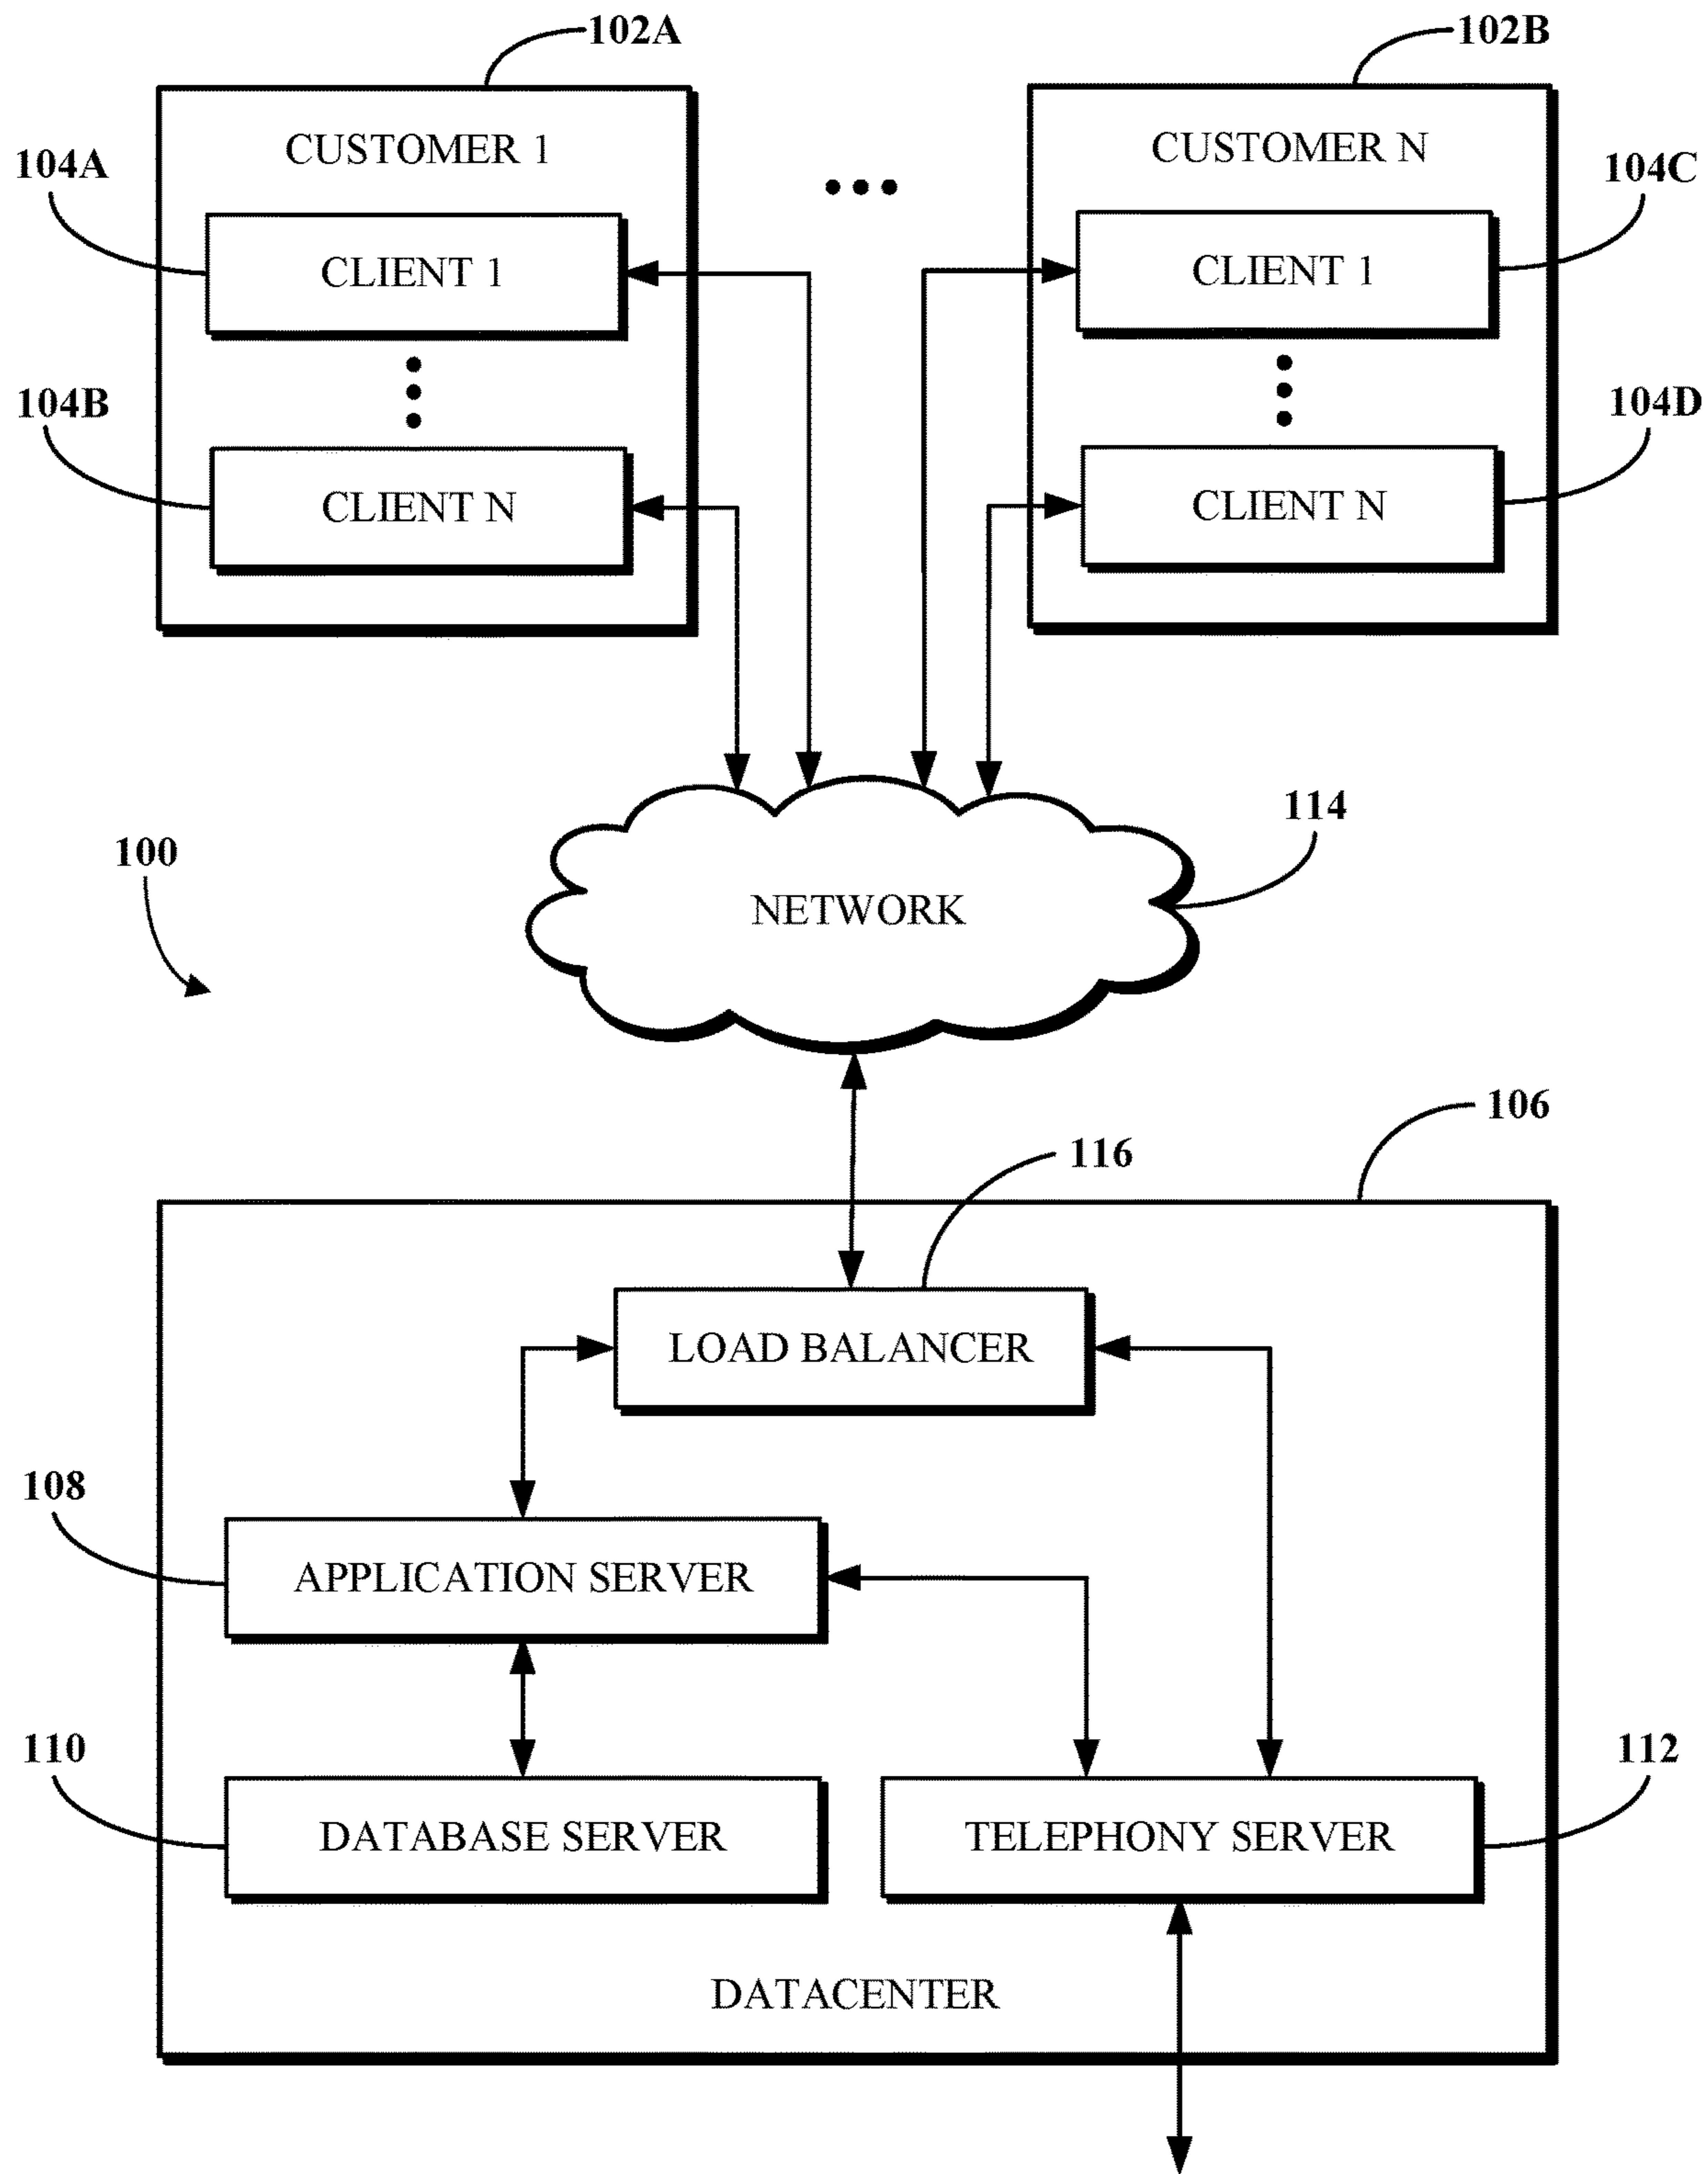 102A
102B
CUSTOMER 1
CUSTOMER N
104A
104C
CLIENT 1
CLIENT 1
104B
104D
CLIENT N
CLIENT N
114
100
NETWORK
106
116
LOAD BALANCER
108
APPLICATION SERVER
110
112
DATABASE SERVER
TELEPHONY SERVER
DATACENTER